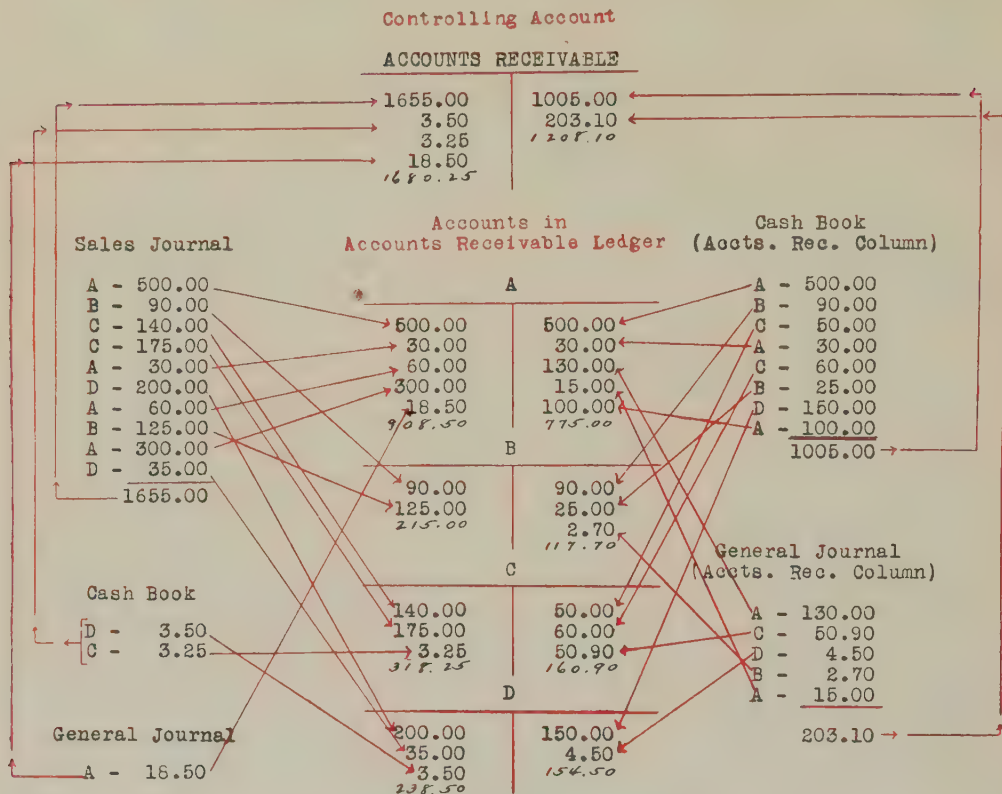 Controlling Account
ACCOUNTS RECEIVABLE
1655.00 1005.00
3.50 203.10
3.25 1208.10
18.50
1680.25
Sales Journal
A - 500.00
B - 90.00
C - 140.00
C - 175.00
A - 30.00
D - 200.00
A - 60.00
B - 125.00
A - 300.00
D - 35.00
1655.00
Cash Book
D - 3.50
C - 3.25
General Journal
A - 18.50
Accounts in
Accounts Receivable Ledger
A
500.00 500.00
30.00 30.00
60.00 130.00
300.00 15.00
18.50 100.00
908.50 775.00
B
90.00 90.00
125.00 25.00
215.00 2.70
117.70
C
140.00 50.00
175.00 60.00
3.25 50.90
318.25 160.90
D
200.00 150.00
35.00 4.50
3.50 154.50
238.50
Cash Book
(Accts. Rec. Column)
A - 500.00
B - 90.00
C - 50.00
A - 30.00
C - 60.00
B - 25.00
D - 150.00
A - 100.00
1005.00
General Journal
(Accts. Rec. Column)
A - 130.00
C - 50.90
D - 4.50
B - 2.70
A - 15.00
203.10